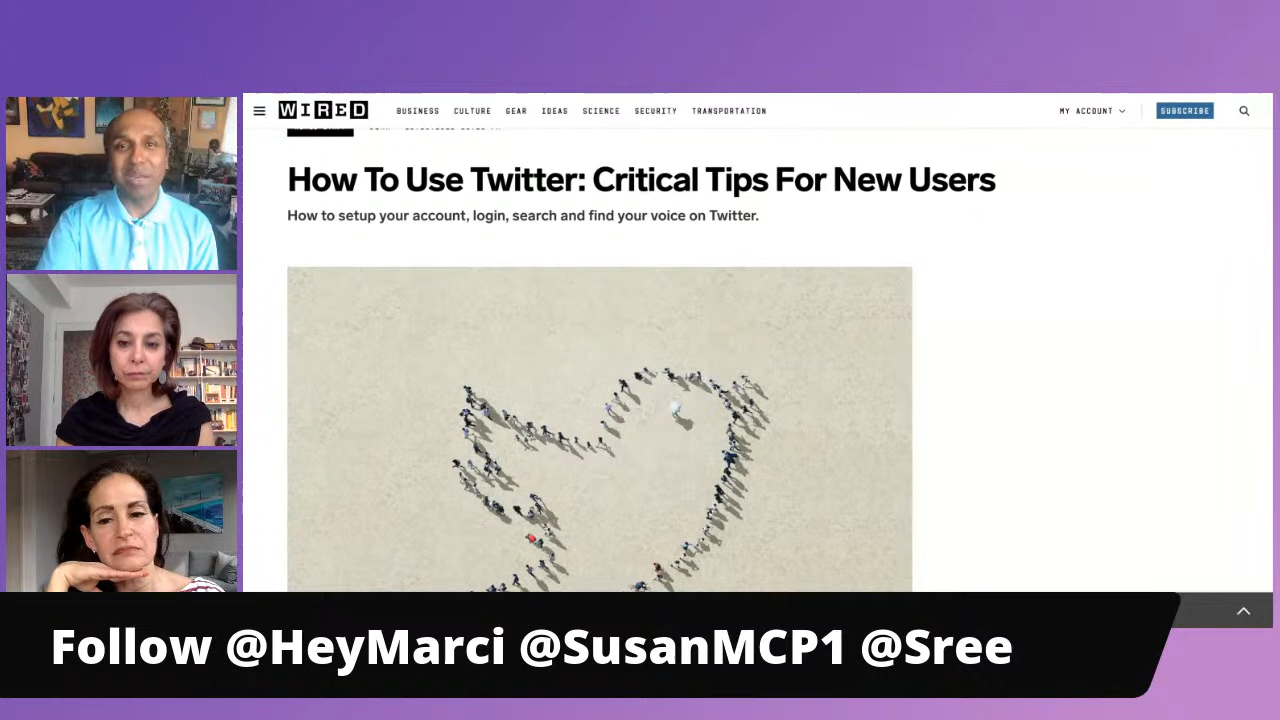 WIRED
BUSINESS CULTURE GEAR IDEAS SCIENCE SECURITY TRANSPORTATION
MY ACCOUNT
SUBSCRIBE
How To Use Twitter: Critical Tips For New Users
How to setup your account, login, search and find your voice on Twitter.
Follow @HeyMarci @SusanMCP1 @Sree